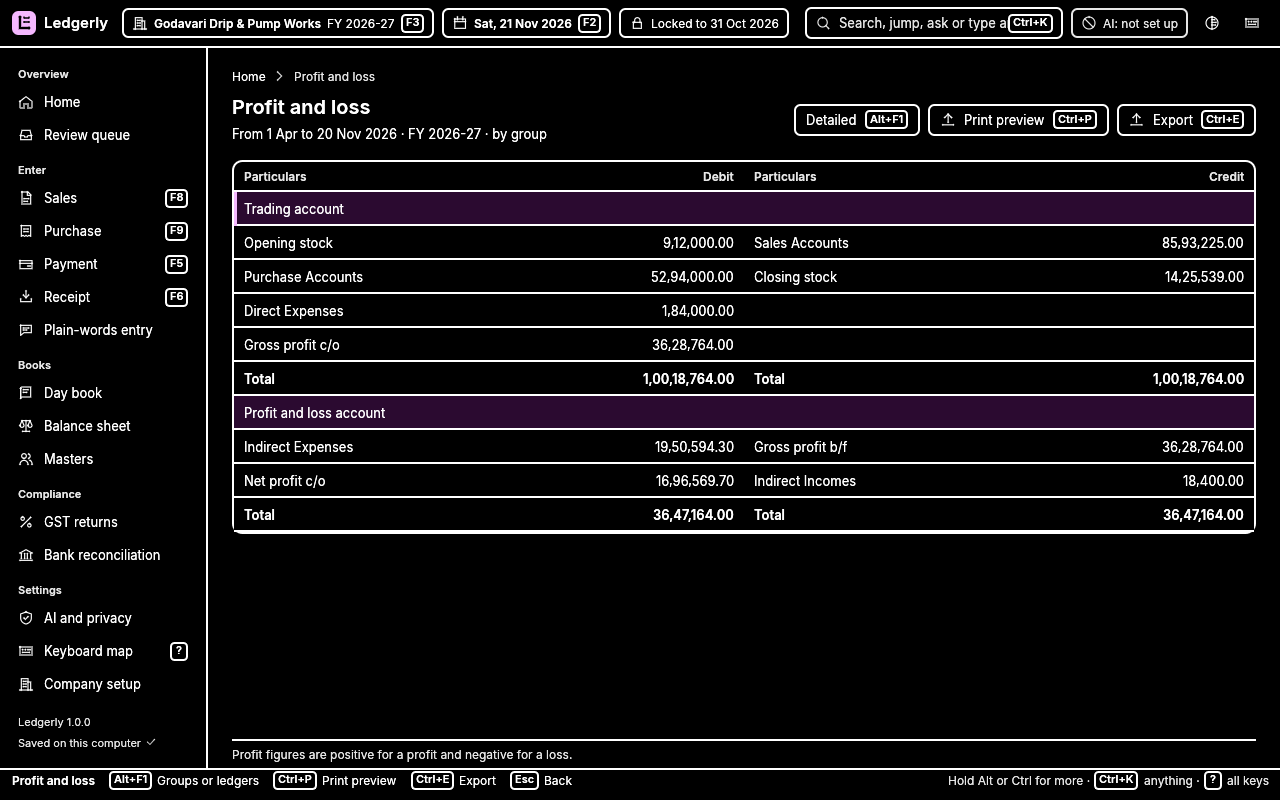 Ledgerly
Godavari Drip & Pump Works FY 2026-27 F3
Sat, 21 Nov 2026 F2
Locked to 31 Oct 2026
Search, jump, ask or type a Ctrl+K
AI: not set up
Overview
Home
Review queue
Enter
Sales F8
Purchase F9
Payment F5
Receipt F6
Plain-words entry
Books
Day book
Balance sheet
Masters
Compliance
GST returns
Bank reconciliation
Settings
AI and privacy
Keyboard map ?
Company setup
Ledgerly 1.0.0
Saved on this computer
Home > Profit and loss
Profit and loss
From 1 Apr to 20 Nov 2026 · FY 2026-27 · by group
Detailed Alt+F1
Print preview Ctrl+P
Export Ctrl+E
Particulars Debit Particulars Credit
Trading account
Opening stock 9,12,000.00 Sales Accounts 85,93,225.00
Purchase Accounts 52,94,000.00 Closing stock 14,25,539.00
Direct Expenses 1,84,000.00
Gross profit c/o 36,28,764.00
Total 1,00,18,764.00 Total 1,00,18,764.00
Profit and loss account
Indirect Expenses 19,50,594.30 Gross profit b/f 36,28,764.00
Net profit c/o 16,96,569.70 Indirect Incomes 18,400.00
Total 36,47,164.00 Total 36,47,164.00
Profit figures are positive for a profit and negative for a loss.
Profit and loss Alt+F1 Groups or ledgers Ctrl+P Print preview Ctrl+E Export Esc Back
Hold Alt or Ctrl for more · Ctrl+K anything · ? all keys